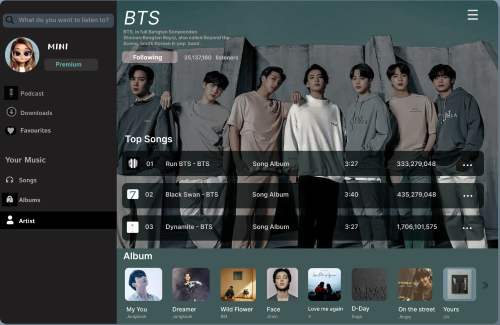 What do you want to listen to?
MINI
Premium
Podcast
Downloads
Favourites
Your Music
Songs
Albums
Artist
BTS
BTS, in full Bangtan Sonyeondan
(Korean: Bangtan Boys), also called Beyond the
Scene, South Korean K-pop band.
Following
35,137,160 listeners
Top Songs
01 Run BTS - BTS Song Album 3:27 333,279,048
02 Black Swan - BTS Song Album 3:40 435,279,048
03 Dynamite - BTS Song Album 3:27 1,706,101,575
Album
My You
Jungkook
Dreamer
Jungkook
Wild Flower
RM
Face
Jimin
Love me again
V
D-Day
Suga
On the street
Yours
Jin